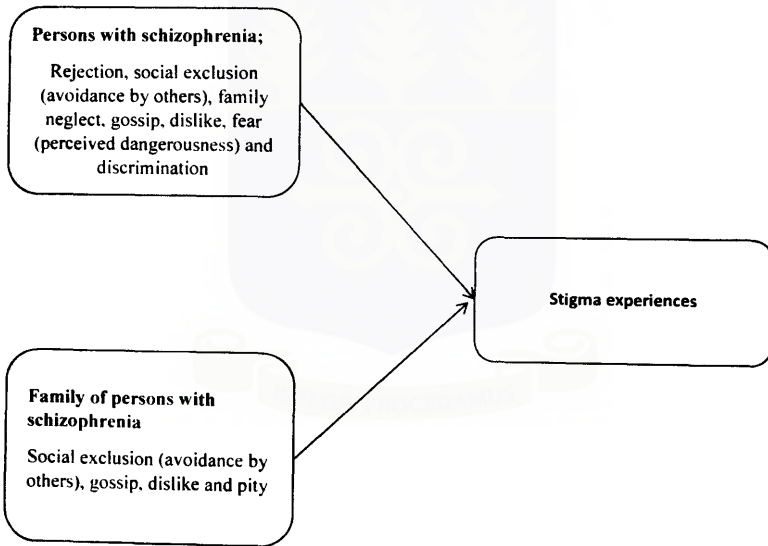 Persons with schizophrenia;
Rejection, social exclusion
(avoidance by others), family
neglect, gossip, dislike, fear
(perceived dangerousness) and
discrimination
Stigma experiences
Family of persons with
schizophrenia
Social exclusion (avoidance by
others), gossip, dislike and pity